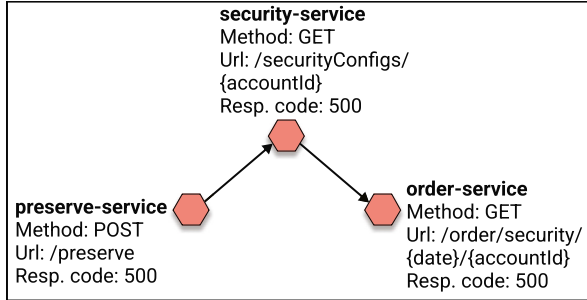 security-service
Method: GET
Url: /securityConfigs/
{accountId}
Resp. code: 500
preserve-service
Method: POST
Url: /preserve
Resp. code: 500
order-service
Method: GET
Url: /order/security/
{date}/{accountId}
Resp. code: 500